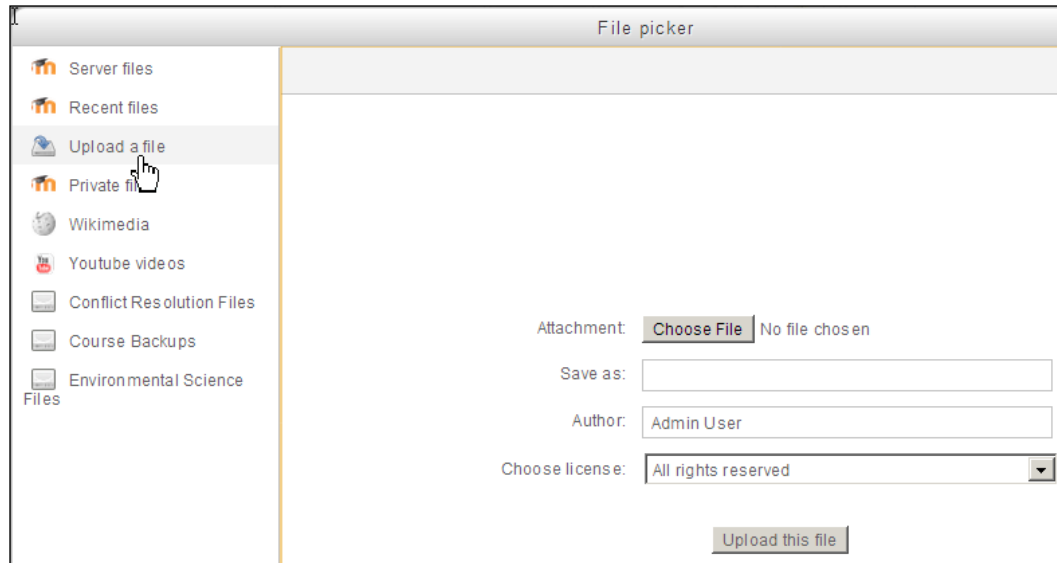 File picker
Server files
Recent files
Upload a file
Private fil
Wikimedia
Youtube videos
Conflict Resolution Files
Course Backups
Environmental Science
Files
Attachment: Choose File No file chosen
Save as:
Author: Admin User
Choose license: All rights reserved
Upload this file